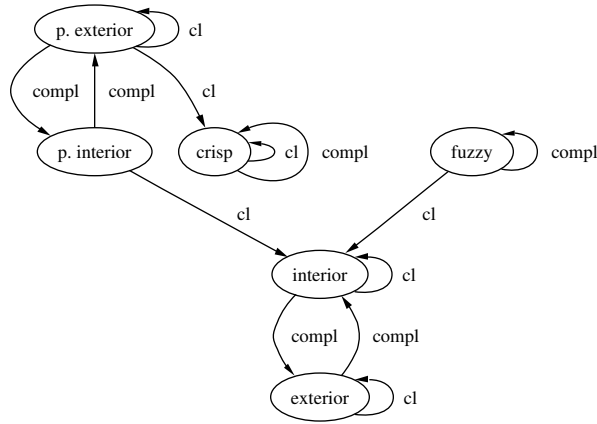 p. exterior
cl
compl
compl
cl
p. interior
crisp
cl
compl
fuzzy
compl
cl
cl
interior
cl
compl
compl
exterior
cl